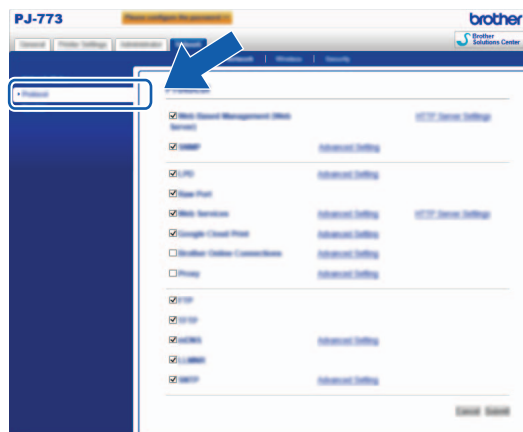 PJ-773
Please configure the password >>
brother
General
Printer Settings
Administrator
Brother
Solutions Center
Network
Wireless
Security
Protocol
Protocol
Web Based Management (Web
Server)
HTTP Server Settings
SNMP
Advanced Setting
LPD
Advanced Setting
Raw Port
Web Services
Advanced Setting
HTTP Server Settings
Google Cloud Print
Advanced Setting
Brother Online Connections
Advanced Setting
Proxy
Advanced Setting
FTP
TFTP
mDNS
Advanced Setting
LLMNR
SMTP
Advanced Setting
Cancel
Submit